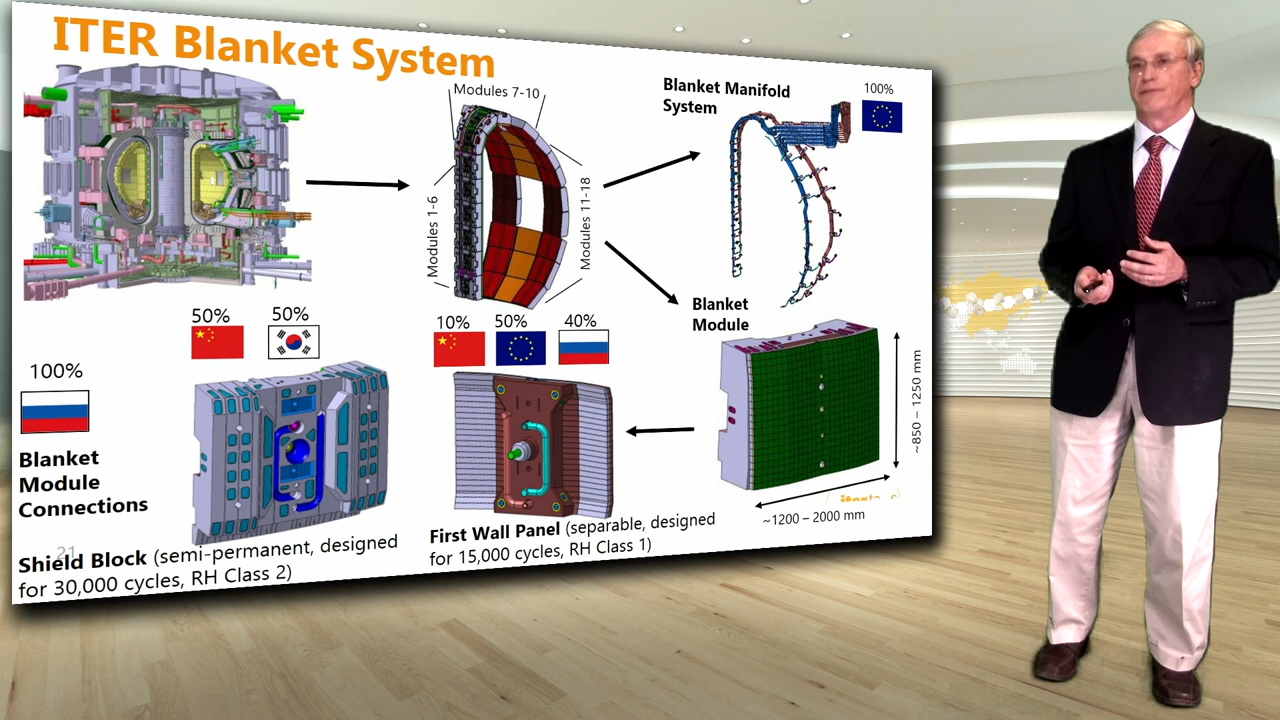 ITER Blanket System
Modules 7-10
Modules 1-6
Modules 11-18
Blanket Manifold
System
100%
Blanket
Module
50%
50%
10%
50%
40%
100%
Blanket
Module
Connections
~850 – 1250 mm
~1200 – 2000 mm
21
Shield Block (semi-permanent, designed
for 30,000 cycles, RH Class 2)
First Wall Panel (separable, designed
for 15,000 cycles, RH Class 1)